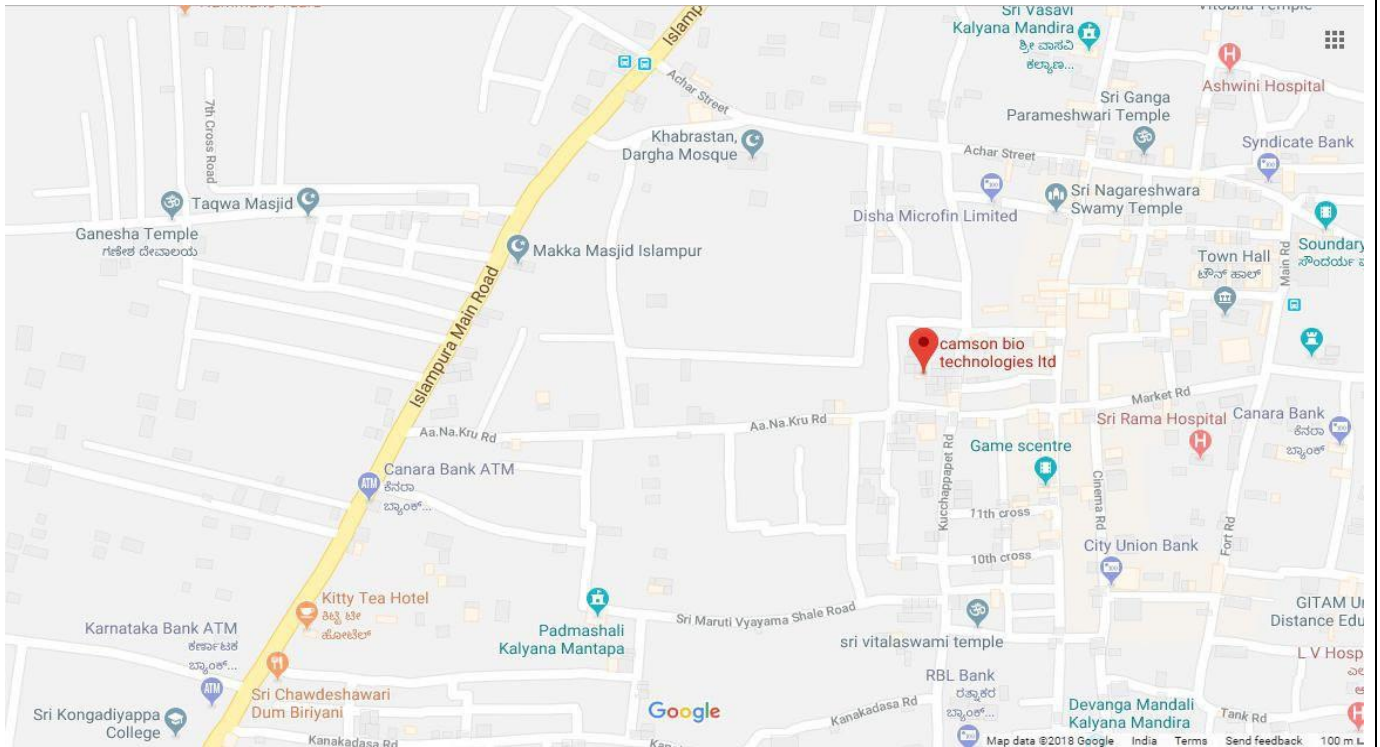 Islamp
Sri Vasavi
Kalyana Mandira
ಶ್ರೀ ವಾಸವಿ
ಕಲ್ಯಾಣ...
Ashwini Hospital
Achar Street
7th Cross Road
Khabrastan,
Dargha Mosque
Sri Ganga
Parameshwari Temple
Achar Street
Syndicate Bank
Taqwa Masjid
Ganesha Temple
ಗಣೇಶ ದೇವಾಲಯ
Disha Microfin Limited
Sri Nagareshwara
Swamy Temple
Makka Masjid Islampur
Town Hall
ಟೌನ್ ಹಾಲ್
Main Rd
Soundary
ಸೌಂದರ್ಯ
Islampura Main Road
camson bio
technologies ltd
Market Rd
Aa.Na.Kru Rd
Aa.Na.Kru Rd
Sri Rama Hospital
Canara Bank
ಕೆನರಾ
ಬ್ಯಾಂಕ್
Kucchappapet Rd
Game scentre
Canara Bank ATM
ಕೆನರಾ
ಬ್ಯಾಂಕ್...
ATM
Cinema Rd
11th cross
Fort Rd
City Union Bank
10th cross
Kitty Tea Hotel
ಕಿಟ್ಟಿ ಟೀ
ಹೋಟೆಲ್
Sri Maruti Vyayama Shale Road
GITAM U
Distance Edu
Karnataka Bank ATM
ಕರ್ಣಾಟಕ
ಬ್ಯಾಂಕ್...
ATM
Padmashali
Kalyana Mantapa
sri vitalaswami temple
L V Hosp
RBL Bank
ರತ್ನಾಕರ
ಬ್ಯಾಂಕ್...
Sri Chawdeshawari
Dum Biriyani
Sri Kongadiyappa
College
Google
Kanakadasa Rd
Devanga Mandali
Kalyana Mandira
Tank Rd
Kanakadasa Rd
Map data ©2018 Google India Terms Send feedback 100 m